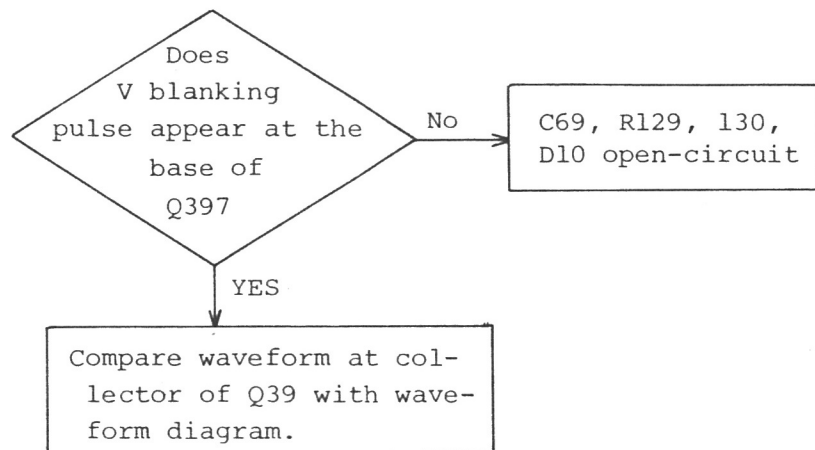 Does
V blanking
pulse appear at the
base of
Q397
No
C69, R129, 130,
D10 open-circuit
YES
Compare waveform at col-
lector of Q39 with wave-
form diagram.